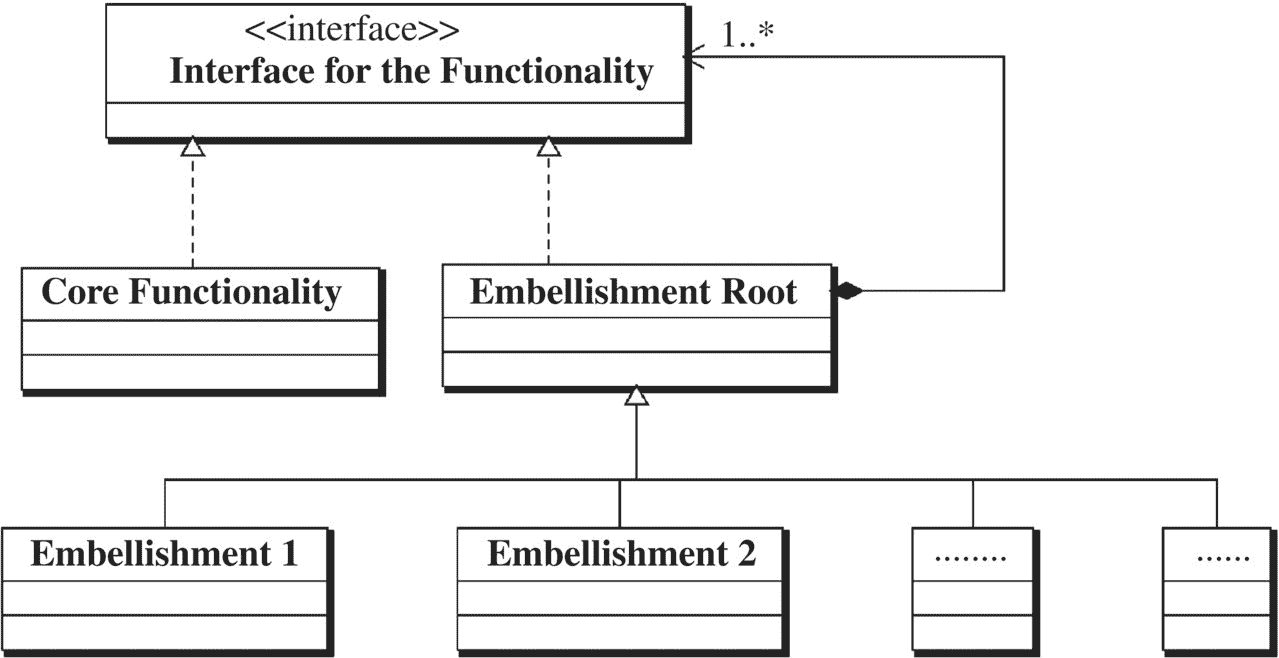 <<interface>>
Interface for the Functionality
1..*
Core Functionality
Embellishment Root
Embellishment 1
Embellishment 2
........
......